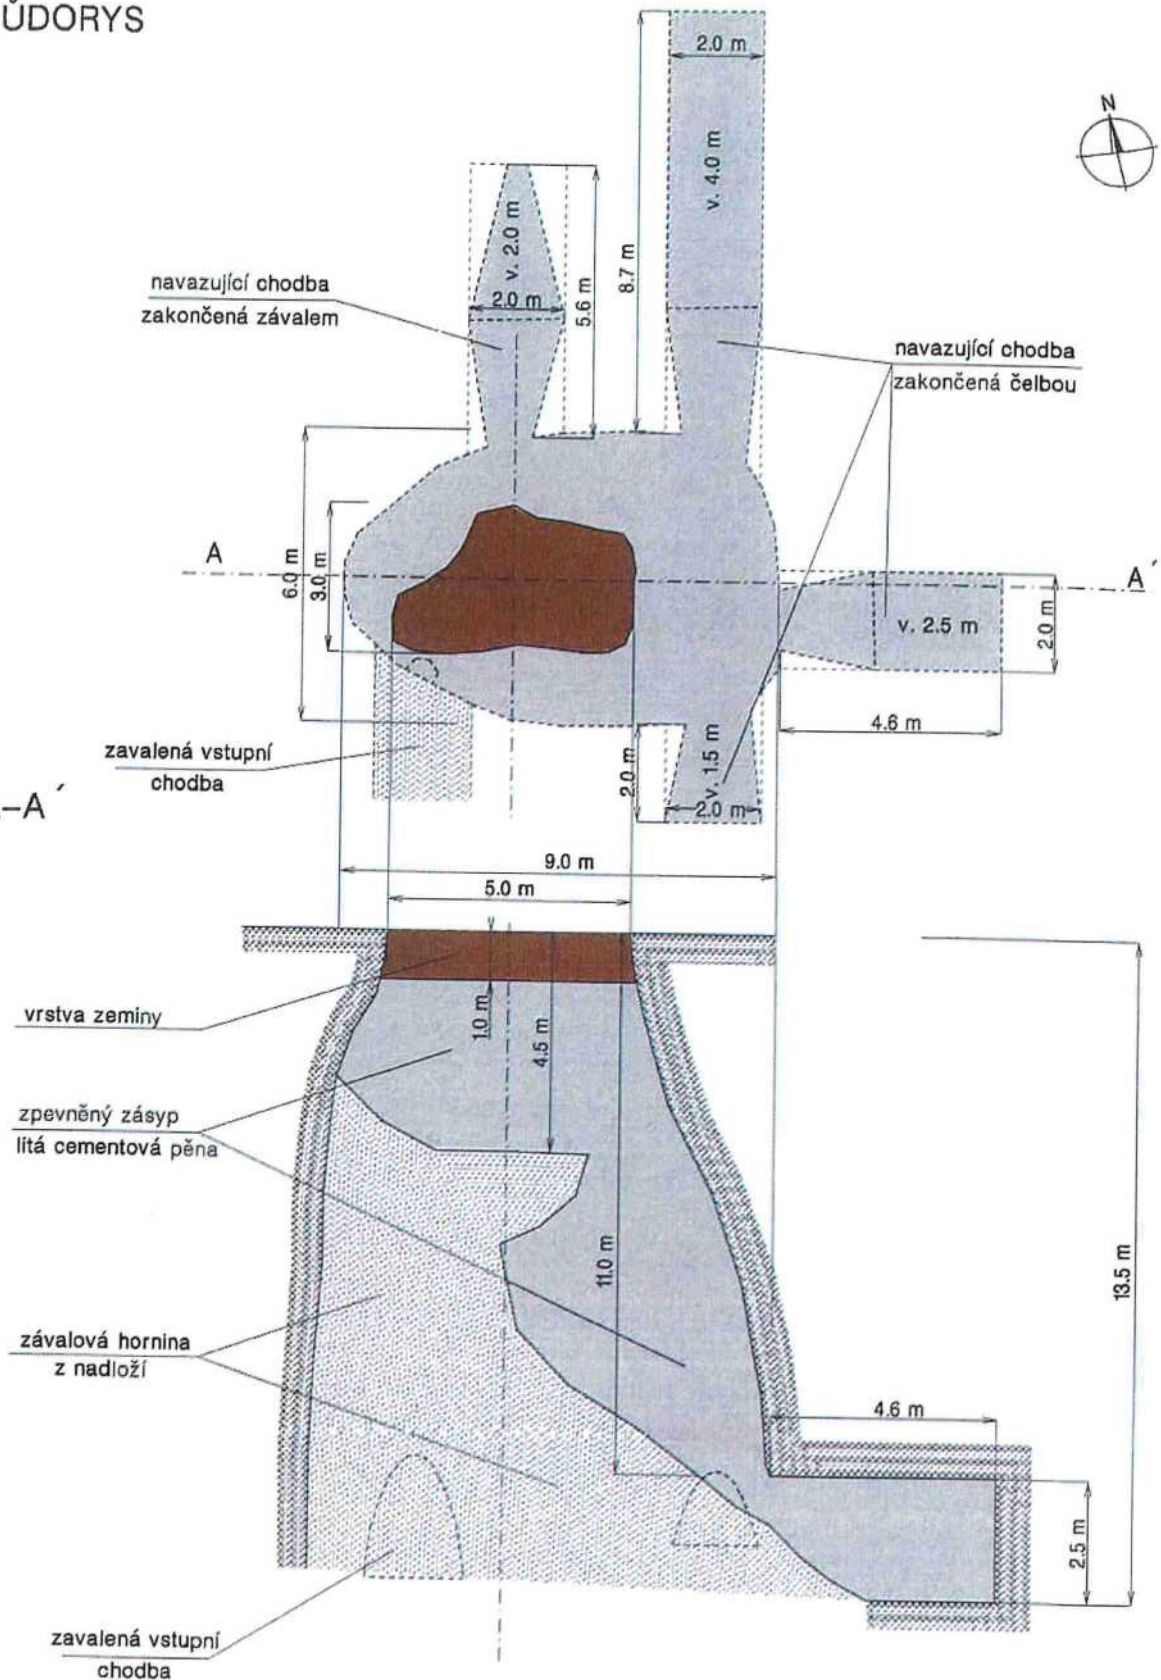 ŮDORYS
2.0 m
N
v. 4.0 m
v. 2.0 m
navazující chodba
zakončená závalem
2.0 m
5.6 m
8.7 m
navazující chodba
zakončená čelbou
A
A´
6.0 m
3.0 m
v. 2.5 m
2.0 m
4.6 m
zavalená vstupní
chodba
2.0 m
v. 1.5 m
2.0 m
–A´
9.0 m
5.0 m
vrstva zeminy
1.0 m
4.5 m
zpevněný zásyp
litá cementová pěna
11.0 m
13.5 m
závalová hornina
z nadloží
4.6 m
2.5 m
zavalená vstupní
chodba